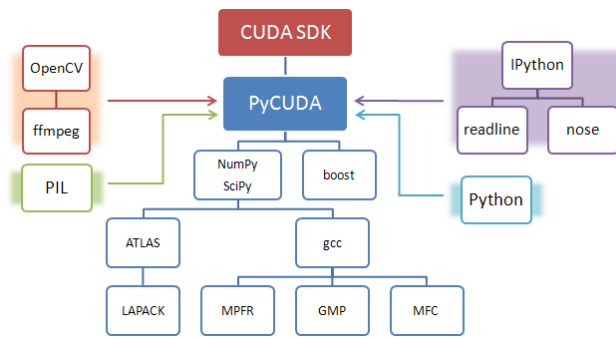 CUDA SDK
OpenCV
ffmpeg
PyCUDA
IPython
readline
nose
PIL
NumPy
SciPy
boost
Python
ATLAS
gcc
LAPACK
MPFR
GMP
MFC